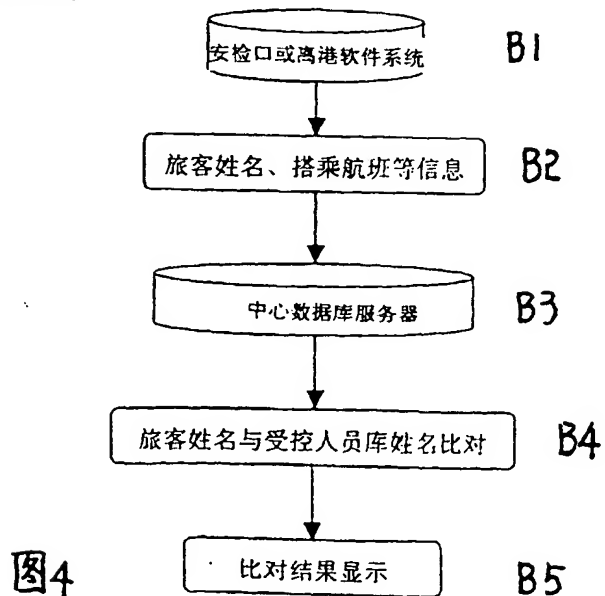 安检口或离港软件系统 B1
旅客姓名、搭乘航班等信息 B2
中心数据库服务器 B3
旅客姓名与受控人员库姓名比对 B4
图4 比对结果显示 B5